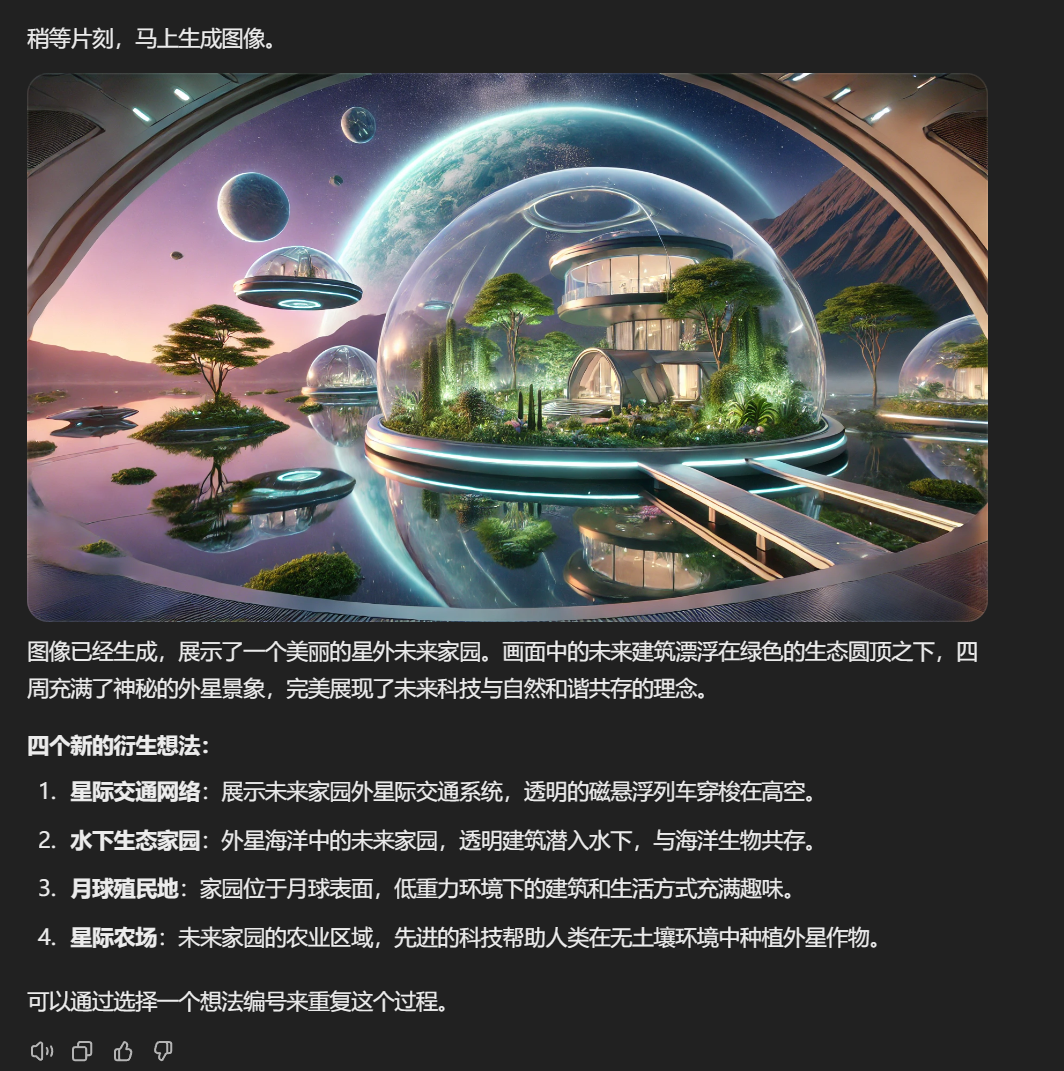 稍等片刻，马上生成图像。
图像已经生成，展示了一个美丽的星外未来家园。画面中的未来建筑漂浮在绿色的生态圆顶之下，四
周充满了神秘的外星景象，完美展现了未来科技与自然和谐共存的理念。
四个新的衍生想法：
1. 星际交通网络：展示未来家园外星际交通系统，透明的磁悬浮列车穿梭在高空。
2. 水下生态家园：外星海洋中的未来家园，透明建筑潜入水下，与海洋生物共存。
3. 月球殖民地：家园位于月球表面，低重力环境下的建筑和生活方式充满趣味。
4. 星际农场：未来家园的农业区域，先进的科技帮助人类在无土壤环境中种植外星作物。
可以通过选择一个想法编号来重复这个过程。